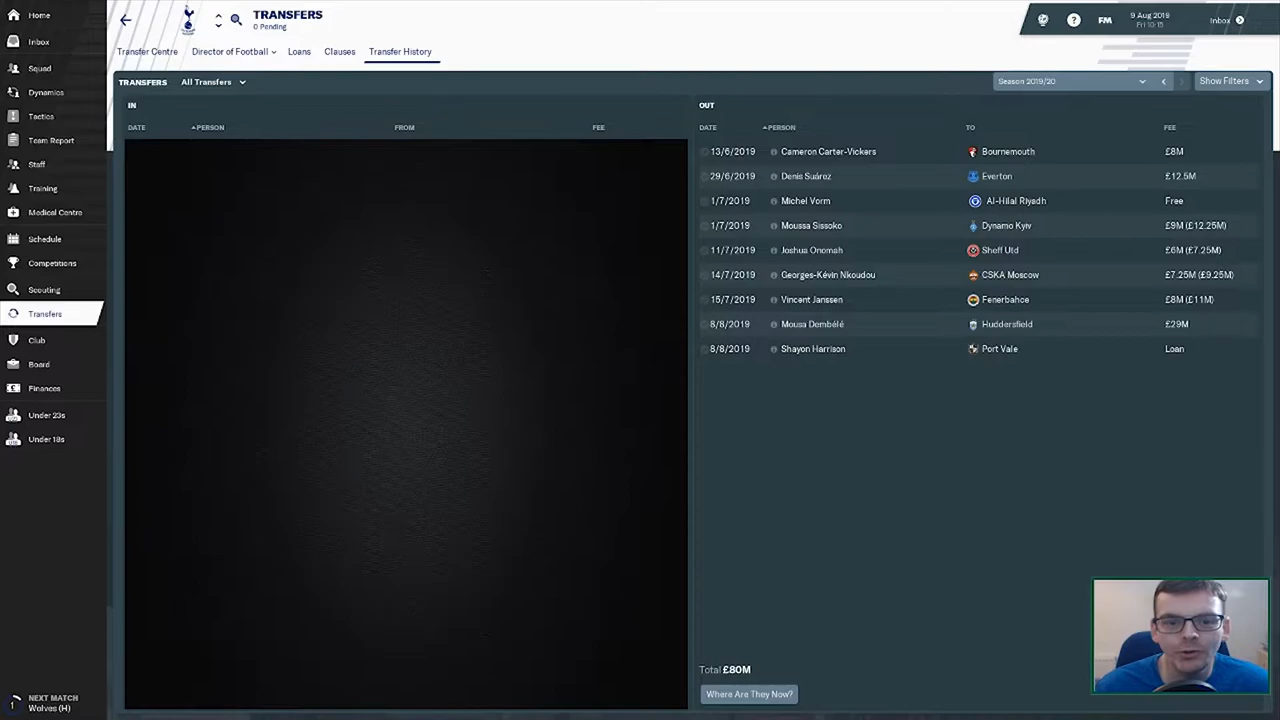 Home
Inbox
Squad
Dynamics
Tactics
Team Report
Staff
Training
Medical Centre
Schedule
Competitions
Scouting
Transfers
Club
Board
Finances
Under 23s
Under 18s
NEXT MATCH
Wolves (H)
TRANSFERS
0 Pending
FM
9 Aug 2019
Fri 10:15
Inbox
Transfer Centre Director of Football Loans Clauses Transfer History
TRANSFERS All Transfers Season 2019/20 Show Filters
IN
DATE PERSON FROM FEE
OUT
DATE PERSON TO FEE
13/6/2019 Cameron Carter-Vickers Bournemouth £8M
29/6/2019 Denis Suárez Everton £12.5M
1/7/2019 Michel Vorm Al-Hilal Riyadh Free
1/7/2019 Moussa Sissoko Dynamo Kyiv £9M (£12.25M)
11/7/2019 Joshua Onomah Sheff Utd £6M (£7.25M)
14/7/2019 Georges-Kévin Nkoudou CSKA Moscow £7.25M (£9.25M)
15/7/2019 Vincent Janssen Fenerbahce £8M (£11M)
8/8/2019 Mousa Dembélé Huddersfield £29M
8/8/2019 Shayon Harrison Port Vale Loan
Total £80M
Where Are They Now?